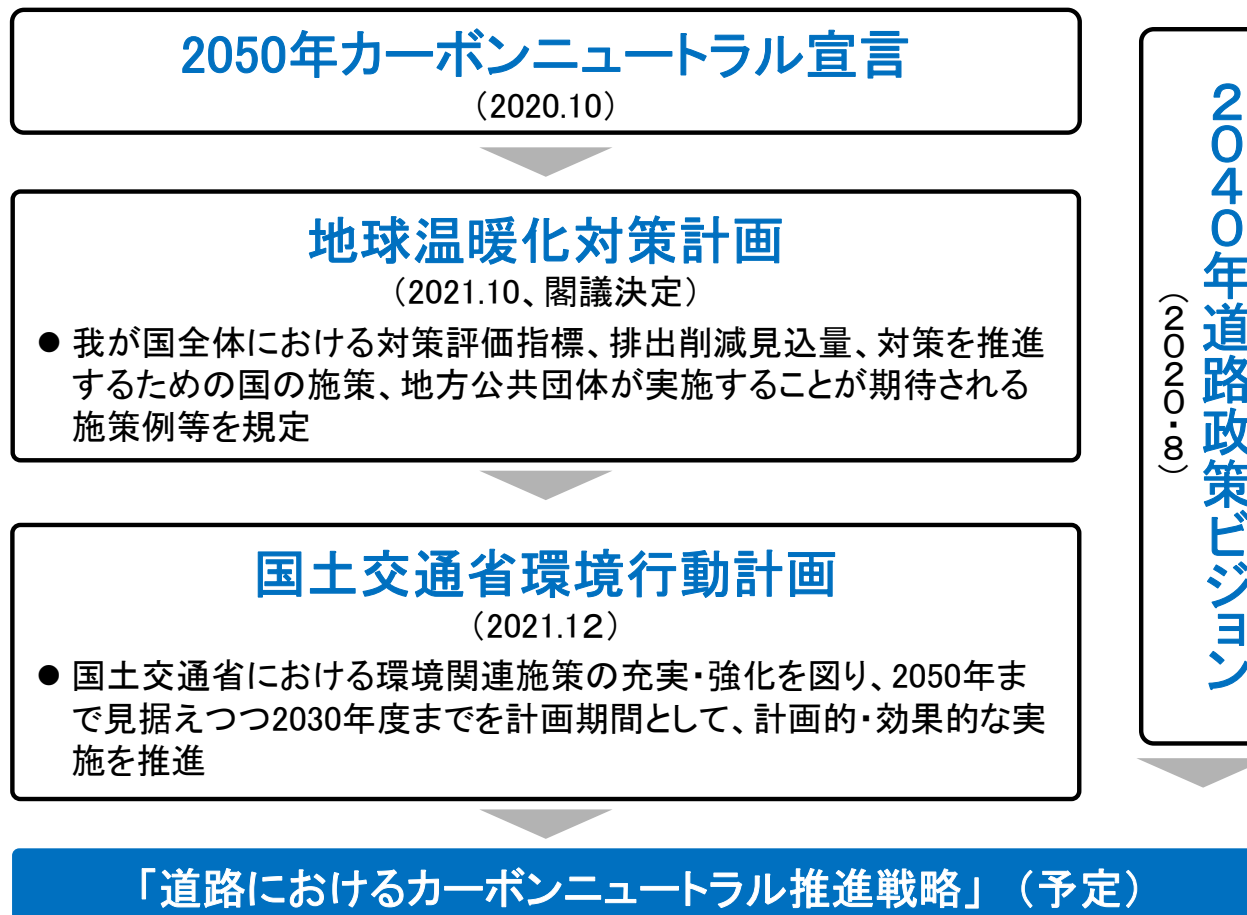 2050年カーボンニュートラル宣言
（2020.10）
地球温暖化対策計画
（2021.10、閣議決定）
● 我が国全体における対策評価指標、排出削減見込量、対策を推進
するための国の施策、地方公共団体が実施することが期待される
施策例等を規定
国土交通省環境行動計画
（2021.1２）
● 国土交通省における環境関連施策の充実・強化を図り、2050年ま
で見据えつつ2030年度までを計画期間として、計画的・効果的な実
施を推進
２０４０年道路政策ビジョン
（２０２０・８）
「道路におけるカーボンニュートラル推進戦略」（予定）